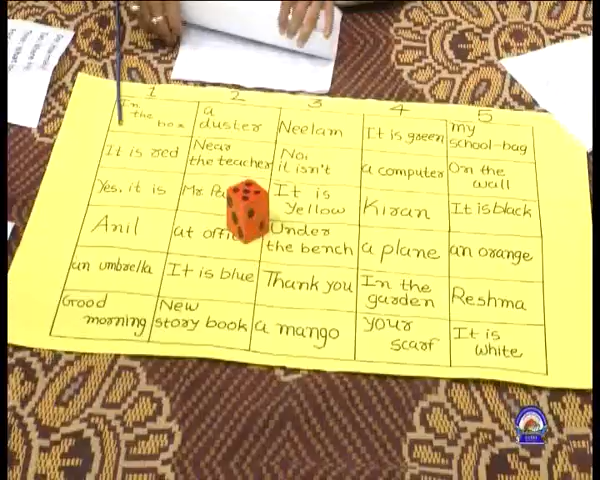 1 2 3 4 5
In the box
a duster
Neelam
It is green
my school-bag
It is red
Near the teacher
No, it isn't
a computer
On the wall
Yes, it is
Mr.
It is Yellow
Kiran
It is black
Anil
at
Under the bench
a plane
an orange
an umbrella
It is blue
Thank you
In the garden
Reshma
Good morning
New story book
a mango
your scarf
It is white